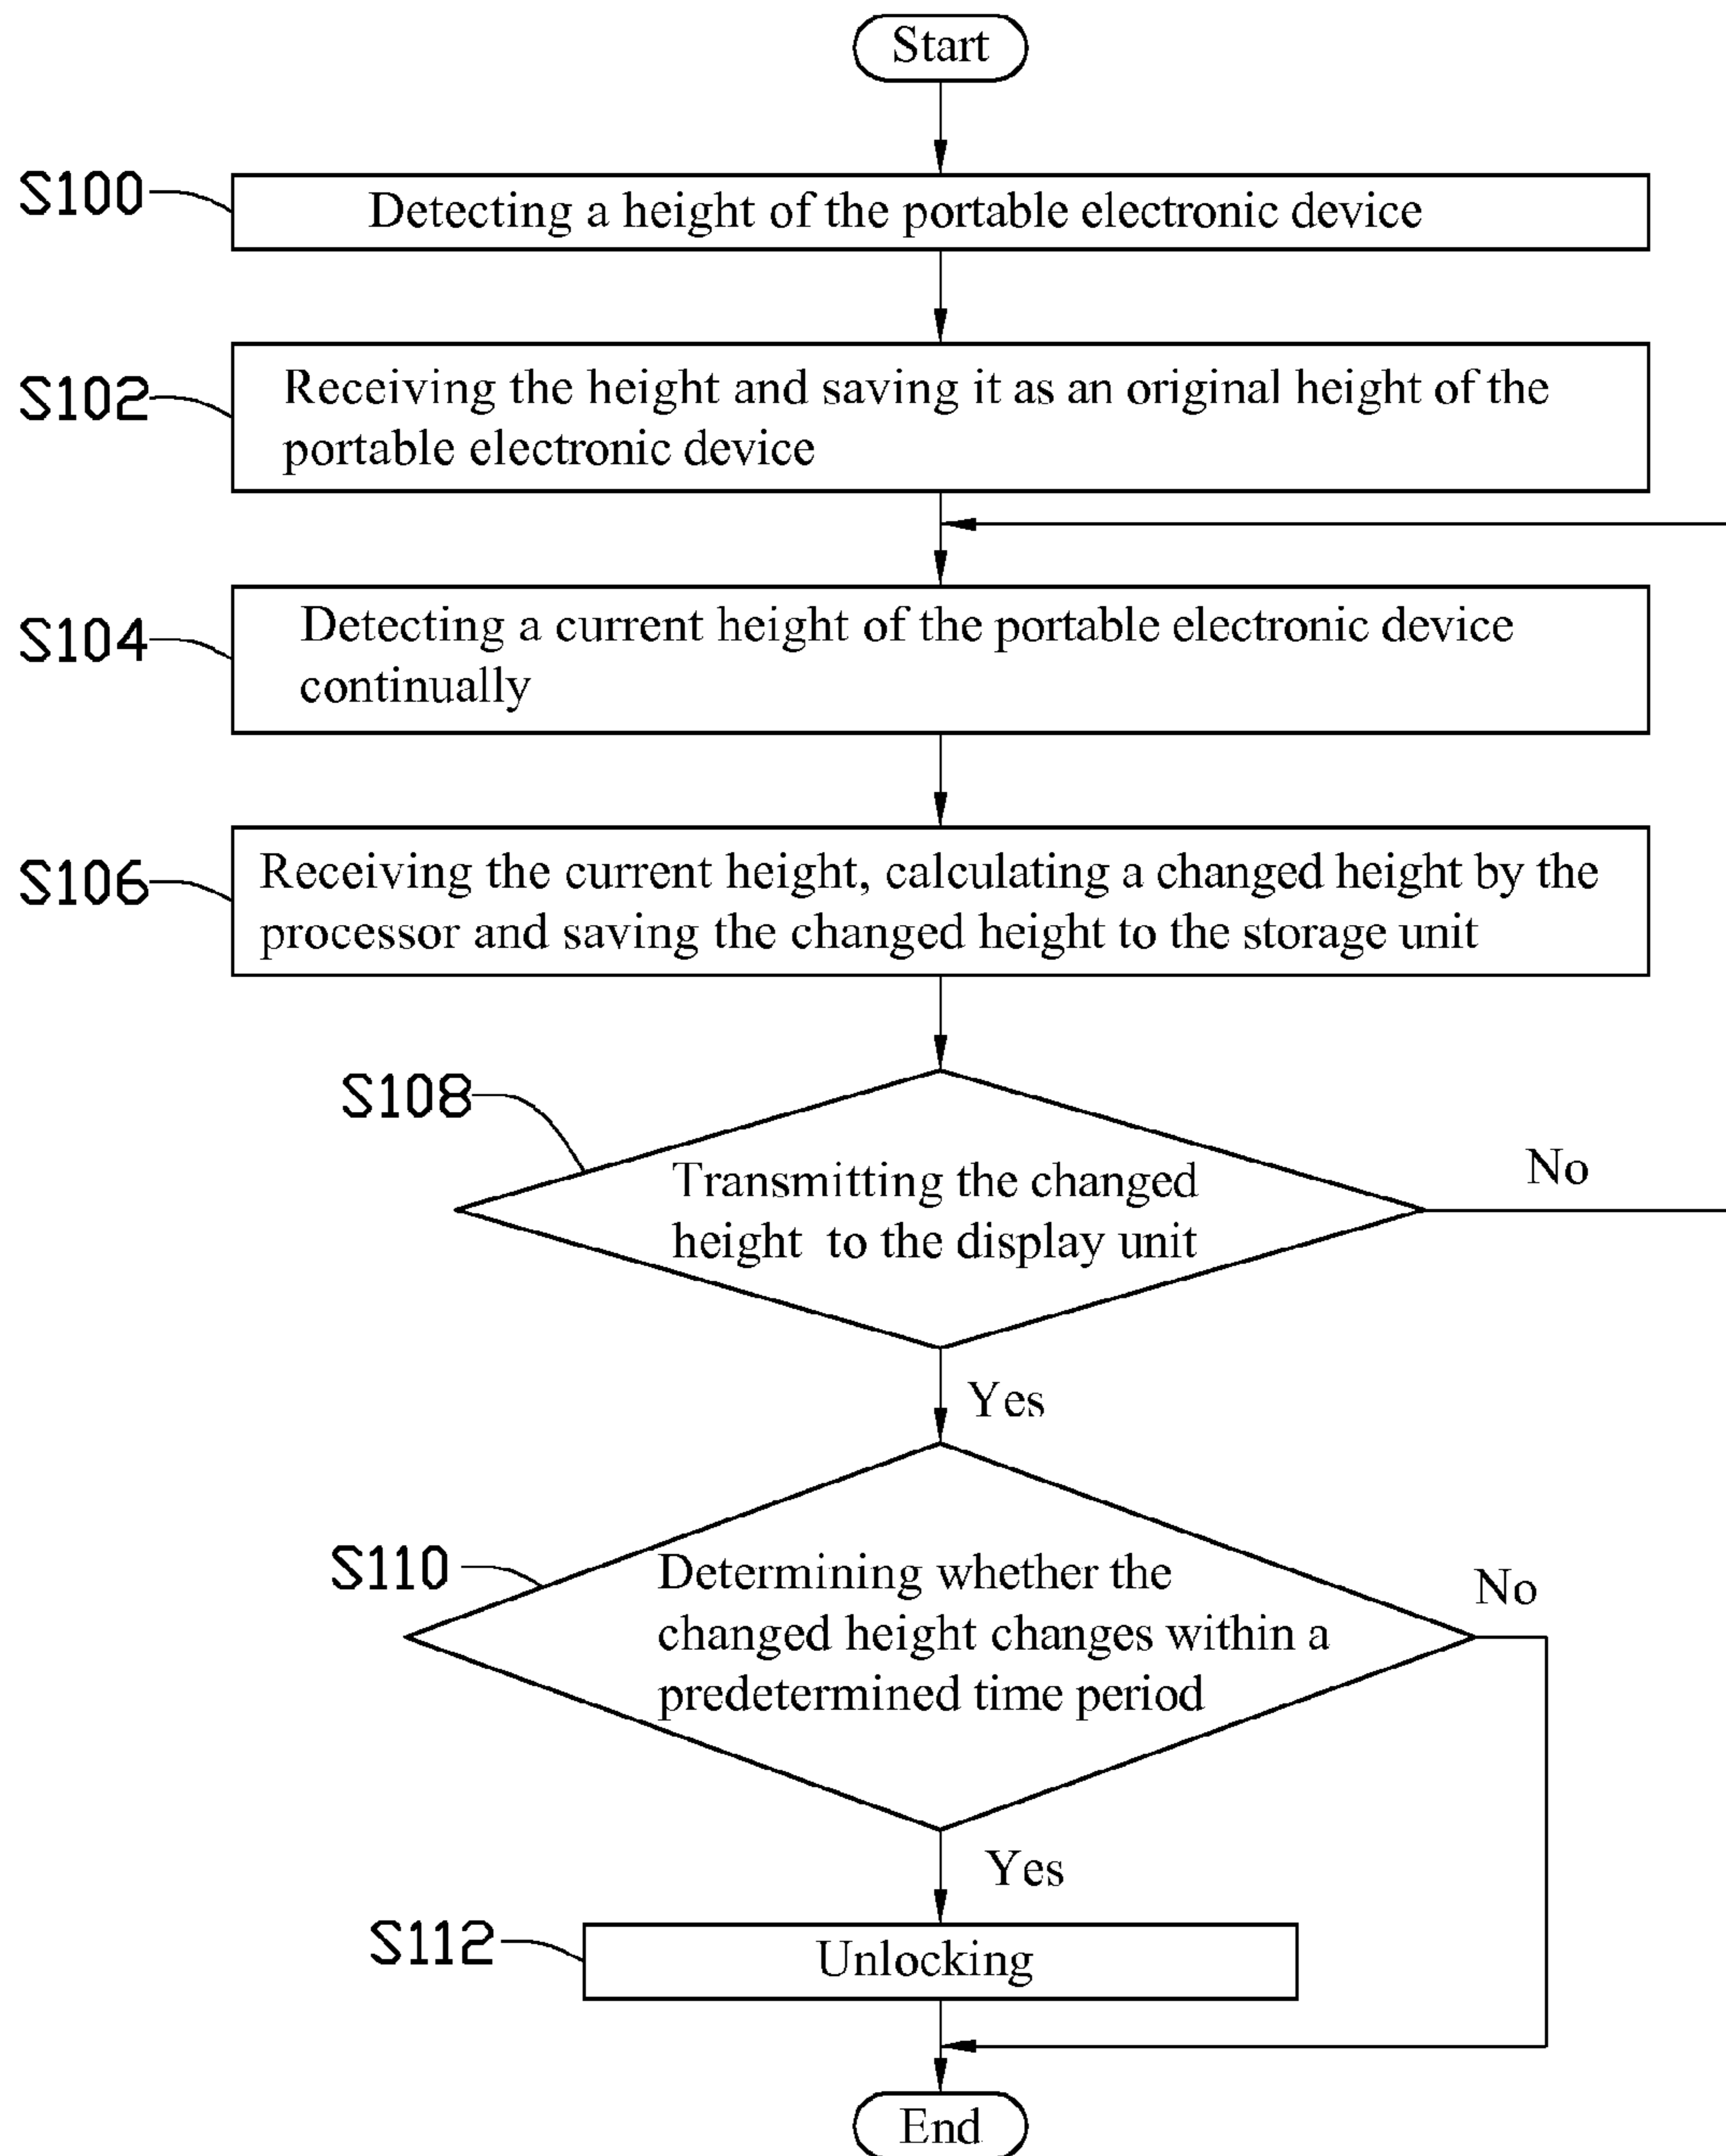 Start
S100
Detecting a height of the portable electronic device
S102
Receiving the height and saving it as an original height of the
portable electronic device
S104
Detecting a current height of the portable electronic device
continually
S106
Receiving the current height, calculating a changed height by the
processor and saving the changed height to the storage unit
S108
Transmitting the changed
height to the display unit
No
Yes
S110
Determining whether the
changed height changes within a
predetermined time period
No
Yes
S112
Unlocking
End